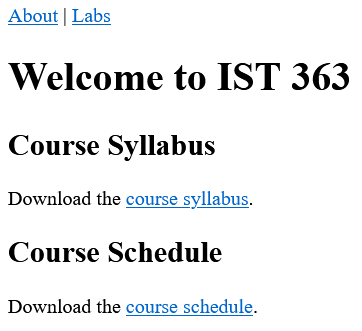 About | Labs
Welcome to IST 363
Course Syllabus
Download the course syllabus.
Course Schedule
Download the course schedule.